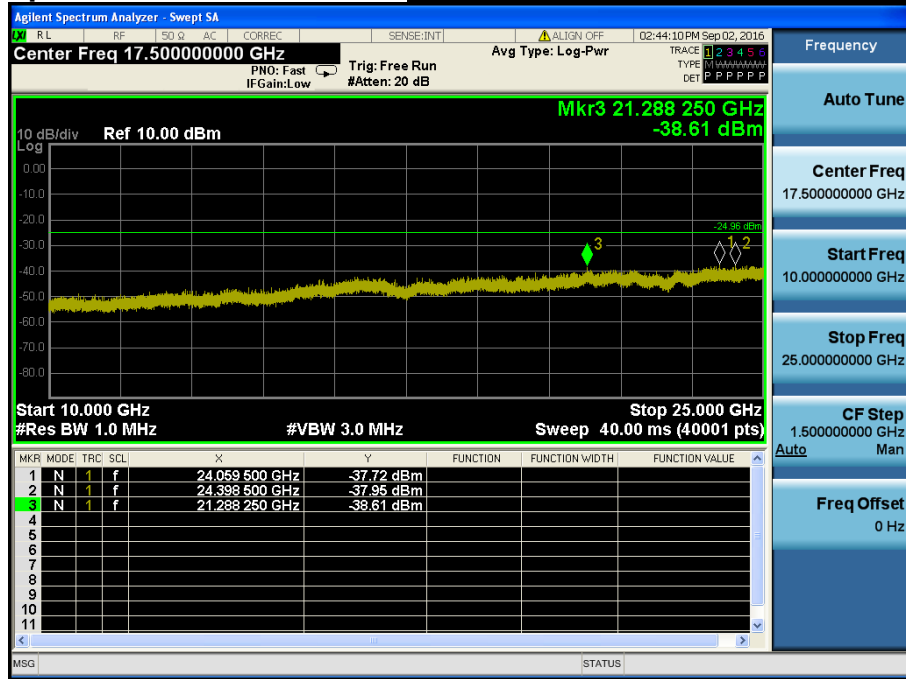 Agilent Spectrum Analyzer - Swept SA
LXI RL RF 50 Ω AC CORREC SENSE:INT ALIGN OFF 02:44:10 PM Sep 02, 2016
Center Freq 17.500000000 GHz
PNO: Fast
IFGain:Low
Trig: Free Run
#Atten: 20 dB
Avg Type: Log-Pwr
TRACE 1 2 3 4 5 6
TYPE M WWWWW
DET P P P P P P
Mkr3 21.288 250 GHz
-38.61 dBm
10 dB/div Ref 10.00 dBm
Log
0.00
-10.0
-20.0
-24.96 dBm
-30.0
3 1 2
-40.0
-50.0
-60.0
-70.0
-80.0
Start 10.000 GHz Stop 25.000 GHz
#Res BW 1.0 MHz #VBW 3.0 MHz Sweep 40.00 ms (40001 pts)
MKR MODE TRC SCL X Y FUNCTION FUNCTION WIDTH FUNCTION VALUE
1 N 1 f 24.059 500 GHz -37.72 dBm
2 N 1 f 24.398 500 GHz -37.95 dBm
3 N 1 f 21.288 250 GHz -38.61 dBm
4
5
6
7
8
9
10
11
MSG STATUS
Frequency
Auto Tune
Center Freq
17.500000000 GHz
Start Freq
10.000000000 GHz
Stop Freq
25.000000000 GHz
CF Step
1.500000000 GHz
Auto Man
Freq Offset
0 Hz